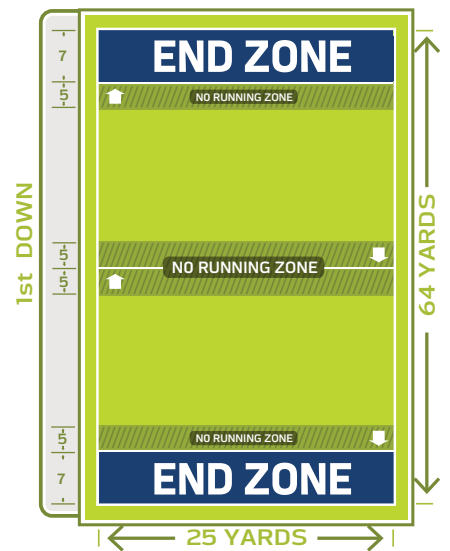 7
END ZONE
5
NO RUNNING ZONE
1st DOWN
64 YARDS
5
NO RUNNING ZONE
5
5
NO RUNNING ZONE
7
END ZONE
25 YARDS